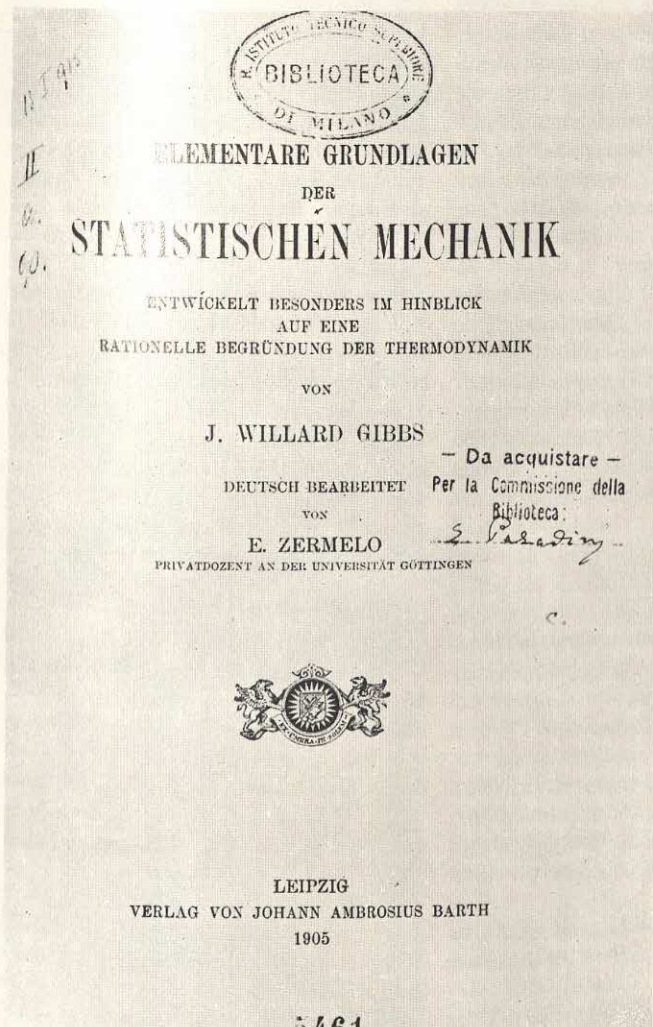 R. ISTITUTO TECNICO SUPERIORE
BIBLIOTECA
DI MILANO
II
ELEMENTARE GRUNDLAGEN
DER
STATISTISCHEN MECHANIK
ENTWICKELT BESONDERS IM HINBLICK
AUF EINE
RATIONELLE BEGRÜNDUNG DER THERMODYNAMIK
VON
J. WILLARD GIBBS
— Da acquistare —
Per la Commissione della
Biblioteca:
DEUTSCH BEARBEITET
VON
E. ZERMELO
PRIVATDOZENT AN DER UNIVERSITÄT GÖTTINGEN
c.
LEIPZIG
VERLAG VON JOHANN AMBROSIUS BARTH
1905